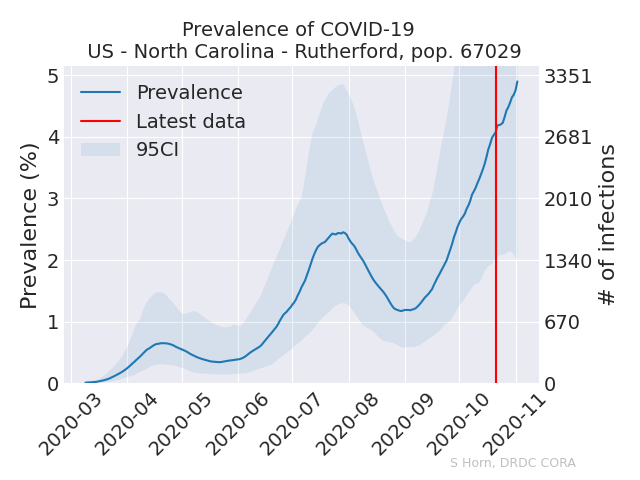 Prevalence of COVID-19
US - North Carolina - Rutherford, pop. 67029
Prevalence
Latest data
95CI
Prevalence (%)
5
4
3
2
1
0
3351
2681
2010
1340
670
0
# of infections
2020-03
2020-04
2020-05
2020-06
2020-07
2020-08
2020-09
2020-10
2020-11
S Horn, DRDC CORA